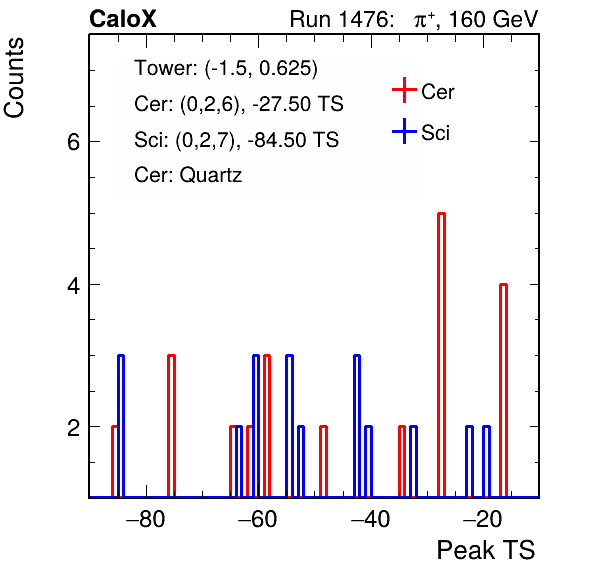 CaloX Run 1476: π⁺, 160 GeV
Counts
Tower: (-1.5, 0.625)
Cer: (0,2,6), -27.50 TS
Sci: (0,2,7), -84.50 TS
Cer: Quartz
Cer
Sci
6
4
2
−80 −60 −40 −20
Peak TS